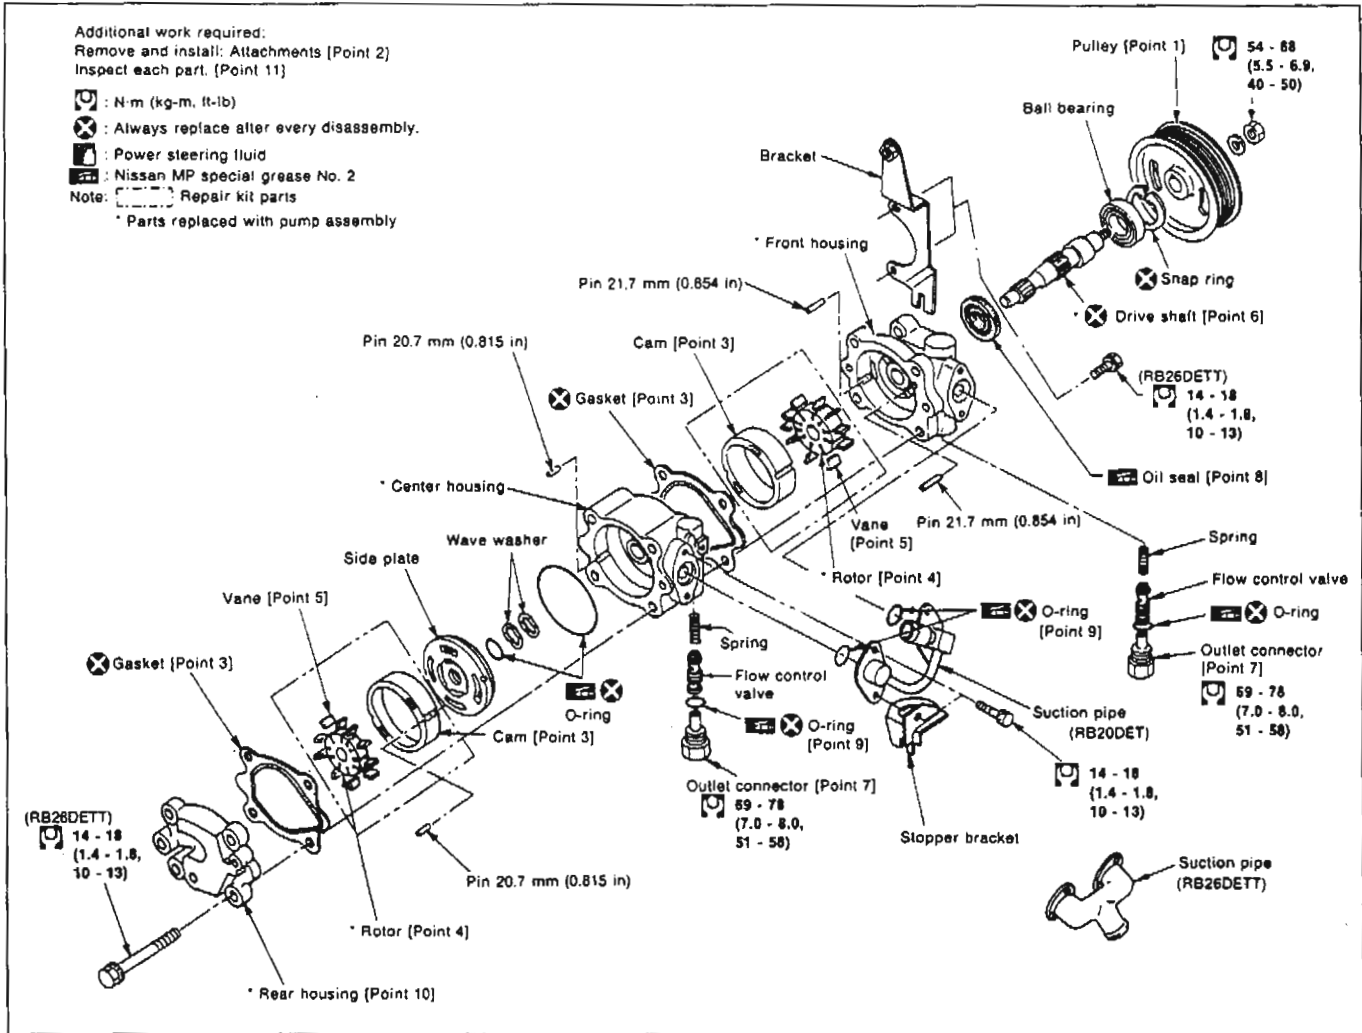 Additional work required:
Remove and install: Attachments [Point 2]
Inspect each part. [Point 11]
: N·m (kg-m, ft-lb)
: Always replace after every disassembly.
: Power steering fluid
: Nissan MP special grease No. 2
Note: Repair kit parts
* Parts replaced with pump assembly
Pulley [Point 1]
54 - 68
(5.5 - 6.9,
40 - 50)
Ball bearing
Bracket
* Front housing
Snap ring
* Drive shaft [Point 6]
Pin 21.7 mm (0.854 in)
Pin 20.7 mm (0.815 in)
Cam [Point 3]
(RB26DETT)
14 - 18
(1.4 - 1.8,
10 - 13)
Gasket [Point 3]
Oil seal [Point 8]
* Center housing
Vane
[Point 5]
Pin 21.7 mm (0.854 in)
Wave washer
Side plate
* Rotor [Point 4]
Spring
Flow control valve
O-ring
Outlet connector
[Point 7]
69 - 78
(7.0 - 8.0,
51 - 58)
Vane [Point 5]
O-ring
[Point 9]
Spring
Gasket [Point 3]
Flow control
valve
O-ring
O-ring
[Point 9]
Suction pipe
(RB20DET)
Cam [Point 3]
14 - 18
(1.4 - 1.8,
10 - 13)
Outlet connector [Point 7]
69 - 78
(7.0 - 8.0,
51 - 58)
Stopper bracket
(RB26DETT)
14 - 18
(1.4 - 1.8,
10 - 13)
Pin 20.7 mm (0.815 in)
Suction pipe
(RB26DETT)
* Rotor [Point 4]
* Rear housing [Point 10]